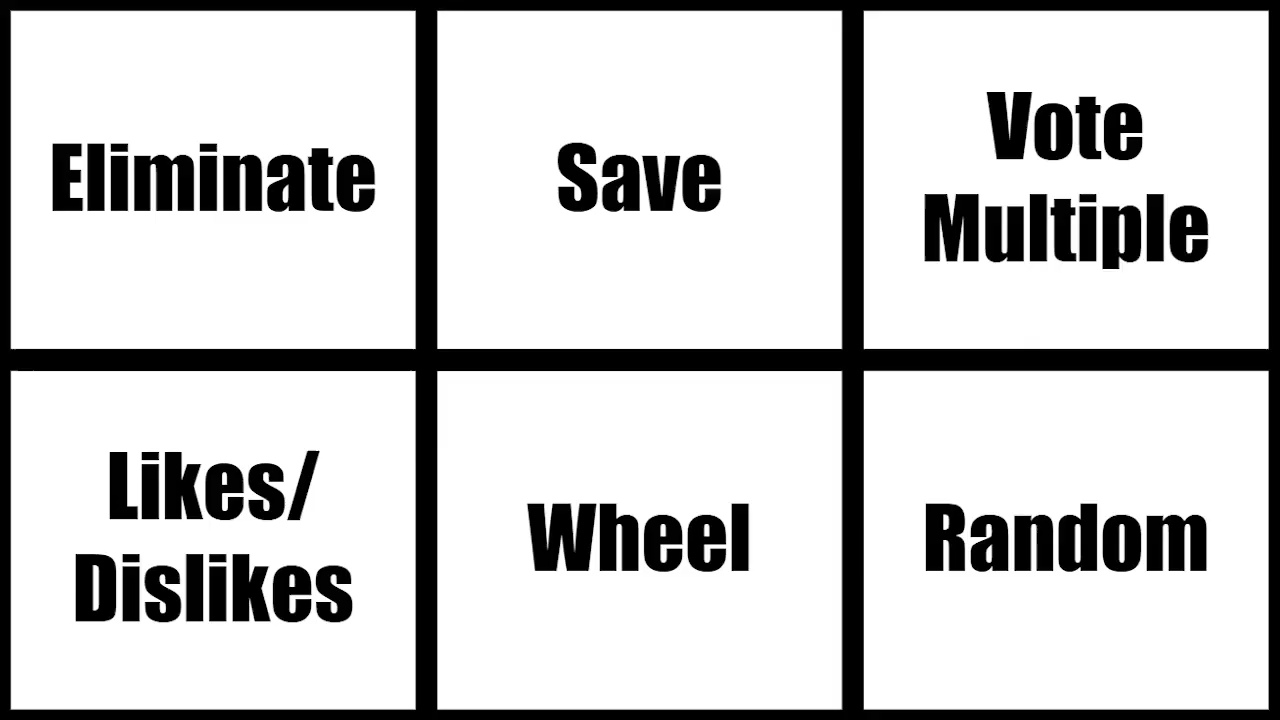 Eliminate
Save
Vote
Multiple
Likes/
Dislikes
Wheel
Random